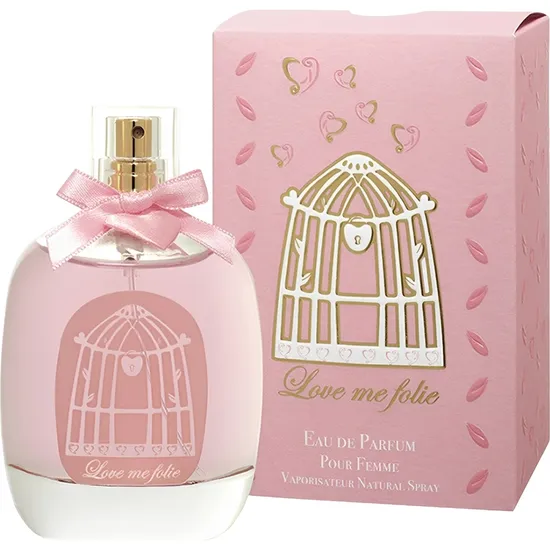 Love me folie
Love me folie
EAU DE PARFUM
POUR FEMME
VAPORISATEUR NATURAL SPRAY